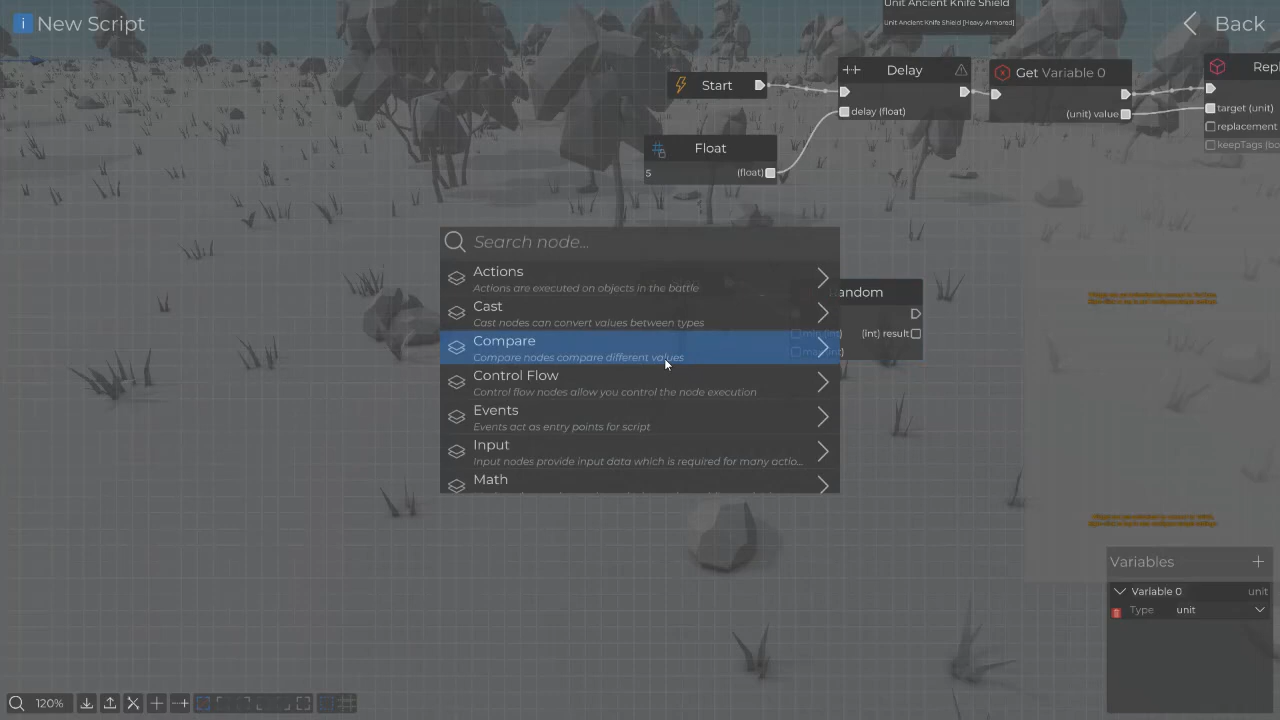 Unit Ancient Knife Shield
Unit Ancient Knife Shield [Heavy Armored]
New Script
Back
Start
Delay
delay (float)
Get Variable 0
(unit) value
target (unit)
replacement
Float
5
(float)
Search node...
Actions
Actions are executed on objects in the battle
Cast
Cast nodes can convert values between types
Compare
Compare nodes compare different values
Control Flow
Control flow nodes allow you control the node execution
Events
Events act as entry points for script
Input
Input nodes provide input data which is required for many actio...
Math
(int) result
Variables
Variable 0
unit
Type
unit
120%